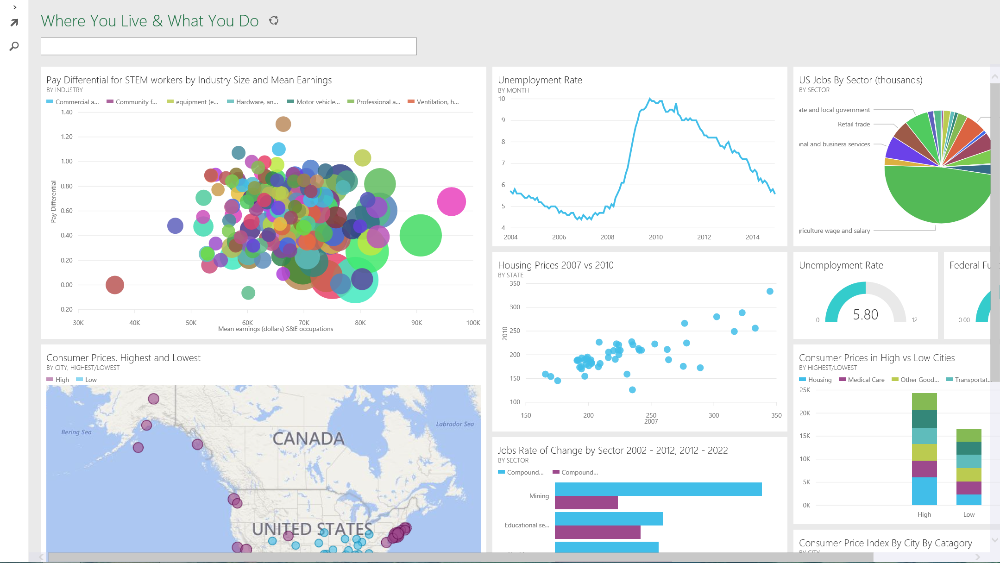 Where You Live & What You Do
Pay Differential for STEM workers by Industry Size and Mean Earnings
BY INDUSTRY
Commercial a... Community f... equipment (e... Hardware, an... Motor vehicle... Professional a... Ventilation, h...
1.40
1.20
1.00
0.80
0.60
0.40
0.20
0.00
-0.20
Pay Differential
30K 40K 50K 60K 70K 80K 90K 100K
Mean earnings (dollars) S&E occupations
Unemployment Rate
BY MONTH
10
9
8
7
6
5
4
2004 2006 2008 2010 2012 2014
US Jobs By Sector (thousands)
BY SECTOR
ate and local government
Retail trade
nal and business services
riculture wage and salary
Housing Prices 2007 vs 2010
BY STATE
350
300
250
200
150
100
2010
150 200 250 300 350
2007
Unemployment Rate
5.80
0 12
Federal Fu
0.00
Consumer Prices. Highest and Lowest
BY CITY, HIGHEST/LOWEST
High Low
Bering Sea
CANADA
Labrador Sea
UNITED STATES
Jobs Rate of Change by Sector 2002 - 2012, 2012 - 2022
BY SECTOR
Compound... Compound...
Mining
Educational se...
Consumer Prices in High vs Low Cities
BY HIGHEST/LOWEST
Housing Medical Care Other Good... Transportat...
25K
20K
15K
10K
5K
0K
High Low
Consumer Price Index By City By Catagory
BY CITY